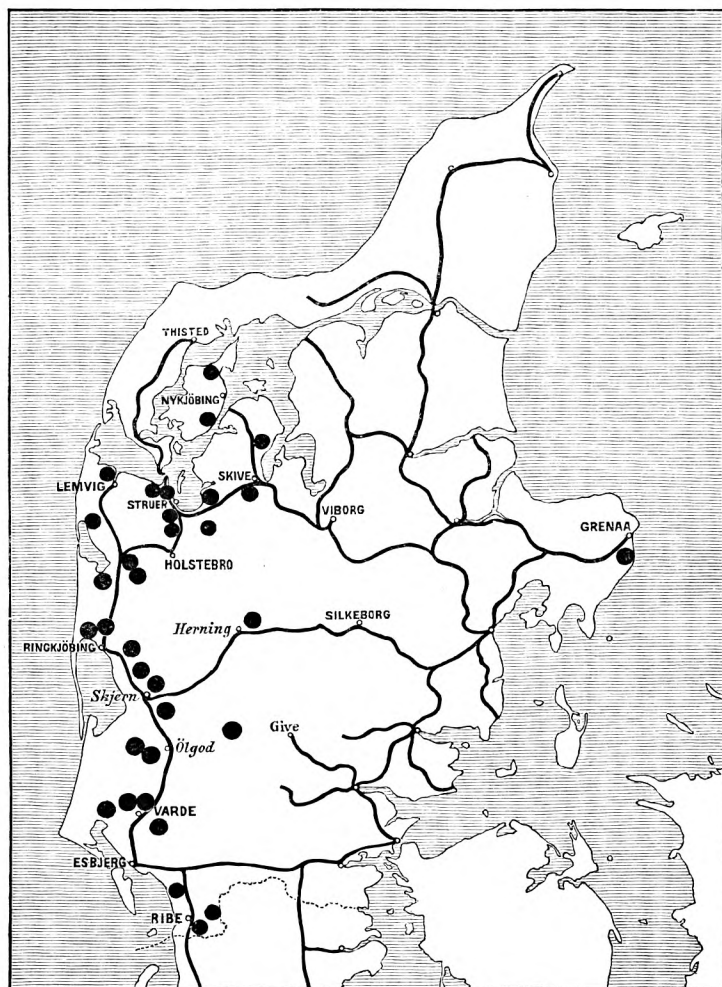 THISTED
NYKJÖBING
LEMVIG
SKIVE
STRUER
VIBORG
GRENAA
HOLSTEBRO
Herning
SILKEBORG
RINGKJÖBING
Skjern
Give
Ölgod
VARDE
ESBJERG
RIBE